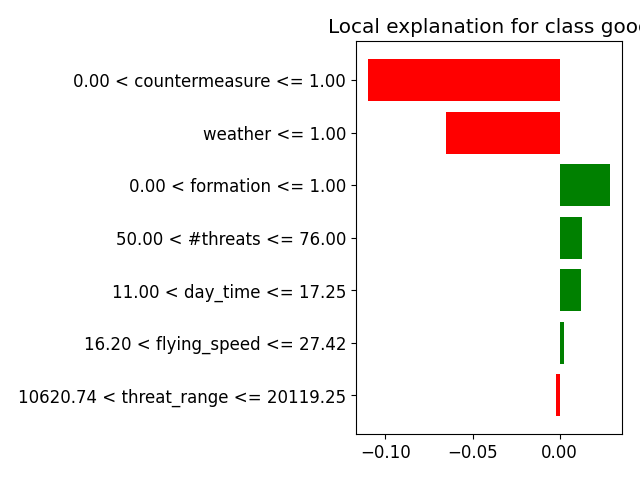 Local explanation for class good
0.00 < countermeasure <= 1.00
weather <= 1.00
0.00 < formation <= 1.00
50.00 < #threats <= 76.00
11.00 < day_time <= 17.25
16.20 < flying_speed <= 27.42
10620.74 < threat_range <= 20119.25
−0.10 −0.05 0.00